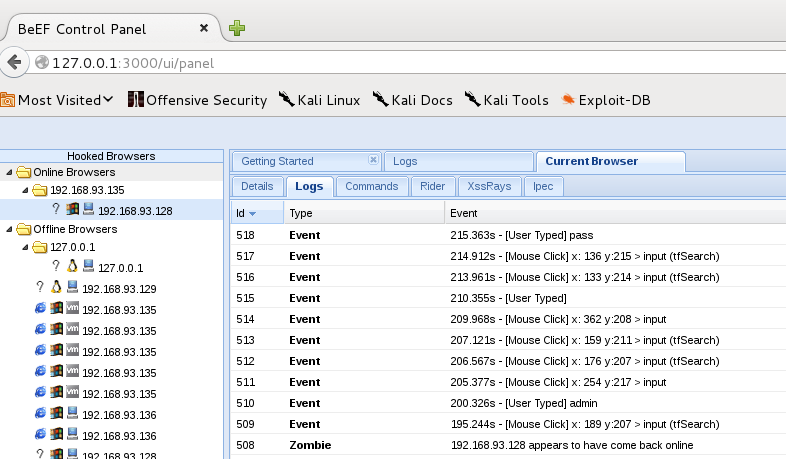 BeEF Control Panel
127.0.0.1:3000/ui/panel
Most Visited Offensive Security Kali Linux Kali Docs Kali Tools Exploit-DB
Hooked Browsers
Online Browsers
192.168.93.135
? 192.168.93.128
Offline Browsers
127.0.0.1
? 127.0.0.1
? 192.168.93.129
vm 192.168.93.135
vm 192.168.93.135
vm 192.168.93.135
vm 192.168.93.135
vm 192.168.93.135
192.168.93.136
192.168.93.136
? 192.168.93.128
Getting Started Logs Current Browser
Details Logs Commands Rider XssRays Ipec
Id Type Event
518 Event 215.363s - [User Typed] pass
517 Event 214.912s - [Mouse Click] x: 136 y:215 > input (tfSearch)
516 Event 213.961s - [Mouse Click] x: 133 y:214 > input (tfSearch)
515 Event 210.355s - [User Typed]
514 Event 209.968s - [Mouse Click] x: 362 y:208 > input
513 Event 207.121s - [Mouse Click] x: 159 y:211 > input (tfSearch)
512 Event 206.567s - [Mouse Click] x: 176 y:207 > input (tfSearch)
511 Event 205.377s - [Mouse Click] x: 254 y:217 > input
510 Event 200.326s - [User Typed] admin
509 Event 195.244s - [Mouse Click] x: 189 y:207 > input (tfSearch)
508 Zombie 192.168.93.128 appears to have come back online